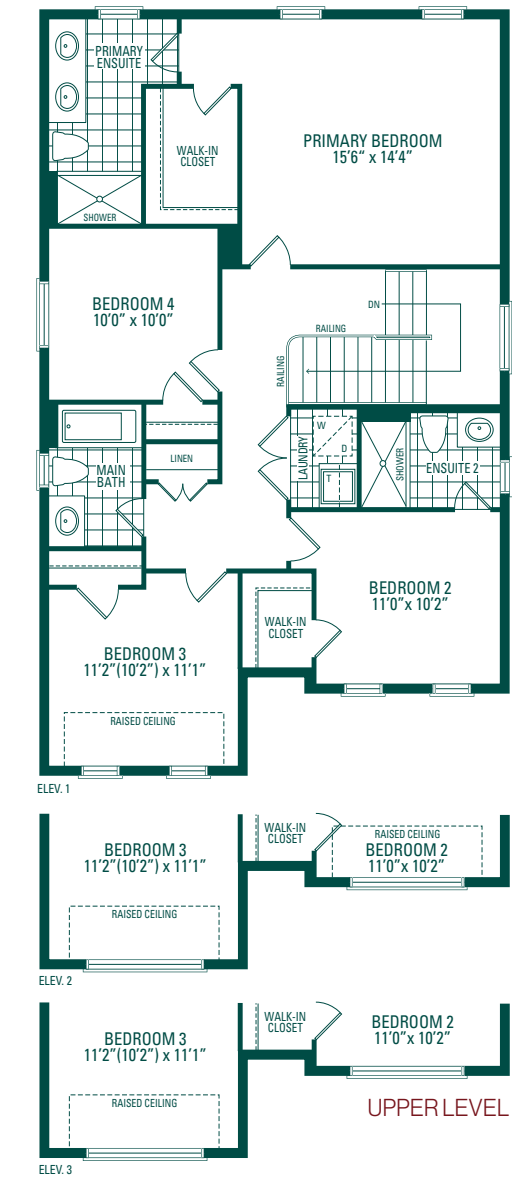 PRIMARY
ENSUITE
WALK-IN
CLOSET
PRIMARY BEDROOM
15'6" x 14'4"
SHOWER
BEDROOM 4
10'0" x 10'0"
DN
RAILING
RAILING
LINEN
MAIN
BATH
LAUNDRY
W
D
T
SHOWER
ENSUITE 2
BEDROOM 2
11'0" x 10'2"
WALK-IN
CLOSET
BEDROOM 3
11'2"(10'2") x 11'1"
RAISED CEILING
ELEV. 1
WALK-IN
CLOSET
RAISED CEILING
BEDROOM 2
11'0" x 10'2"
BEDROOM 3
11'2"(10'2") x 11'1"
RAISED CEILING
ELEV. 2
WALK-IN
CLOSET
BEDROOM 2
11'0" x 10'2"
BEDROOM 3
11'2"(10'2") x 11'1"
RAISED CEILING
UPPER LEVEL
ELEV. 3